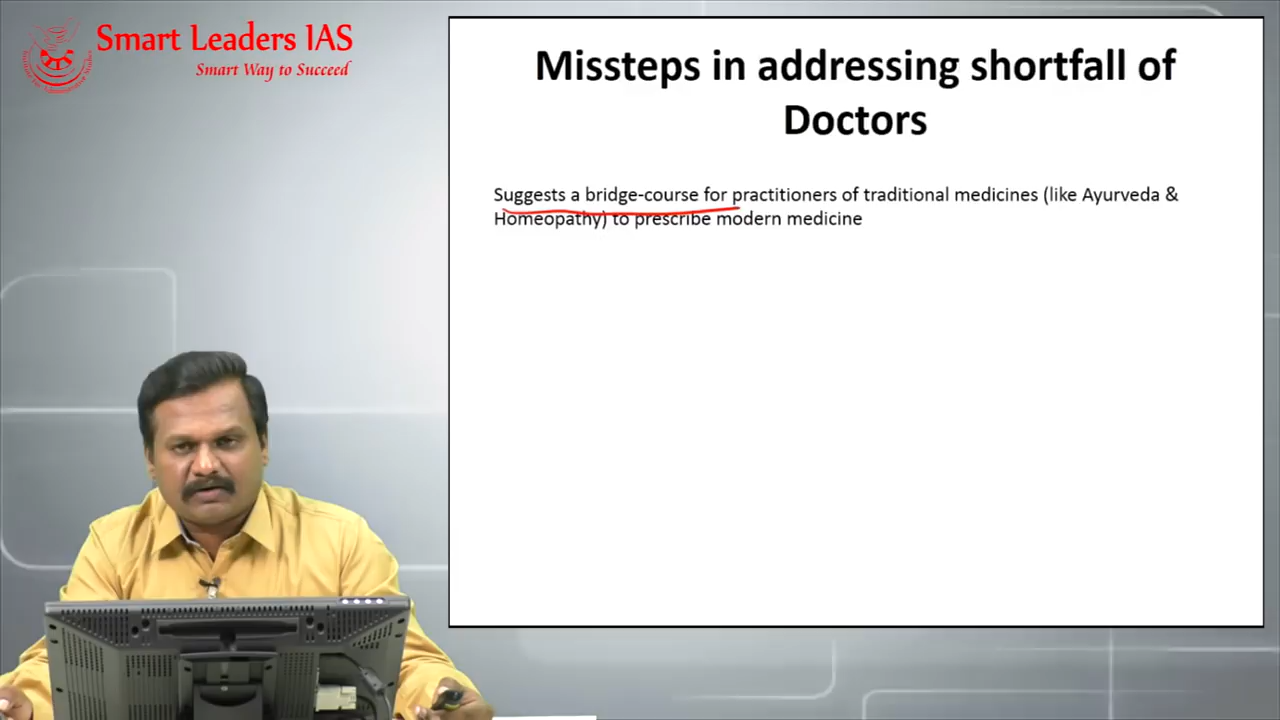 Smart Leaders IAS
Smart Way to Succeed
Missteps in addressing shortfall of
Doctors
Suggests a bridge-course for practitioners of traditional medicines (like Ayurveda &
Homeopathy) to prescribe modern medicine